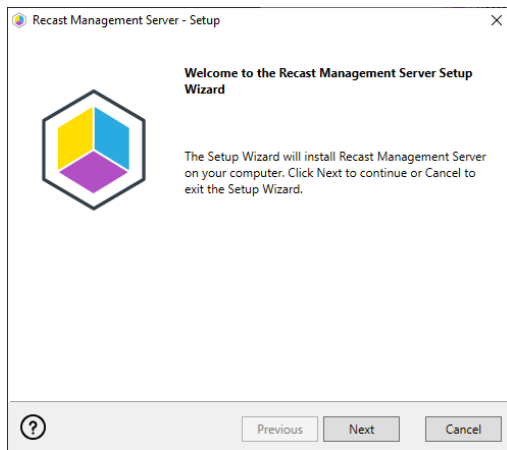 Recast Management Server - Setup
Welcome to the Recast Management Server Setup
Wizard
The Setup Wizard will install Recast Management Server
on your computer. Click Next to continue or Cancel to
exit the Setup Wizard.
?
Previous
Next
Cancel